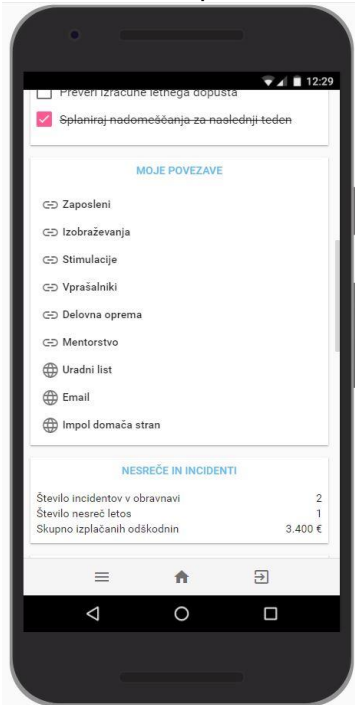 12:29
Preveri izračune letnega dopusta
Splaniraj nadomeščanja za naslednji teden
MOJE POVEZAVE
Zaposleni
Izobraževanja
Stimulacije
Vprašalniki
Delovna oprema
Mentorstvo
Uradni list
Email
Impol domača stran
NESREČE IN INCIDENTI
Število incidentov v obravnavi 2
Število nesreč letos 1
Skupno izplačanih odškodnin 3.400 €